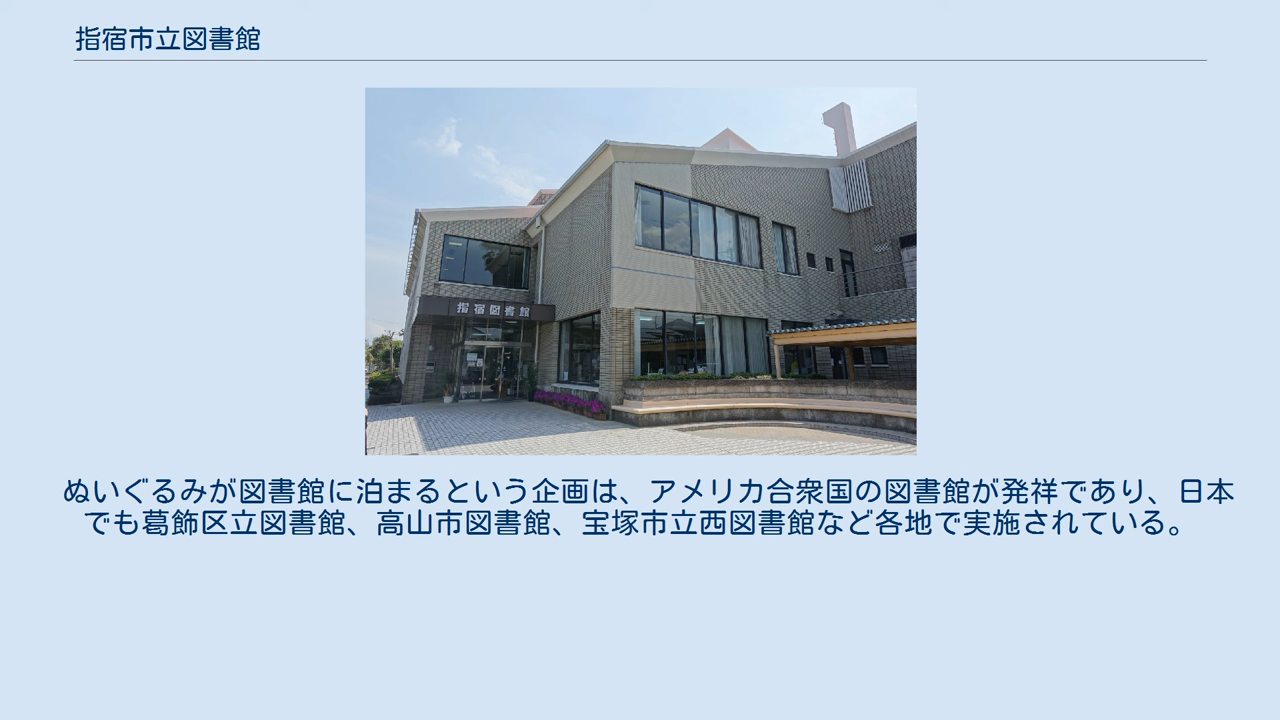 指宿市立図書館
指宿図書館
ぬいぐるみが図書館に泊まるという企画は、アメリカ合衆国の図書館が発祥であり、日本
でも葛飾区立図書館、高山市図書館、宝塚市立西図書館など各地で実施されている。